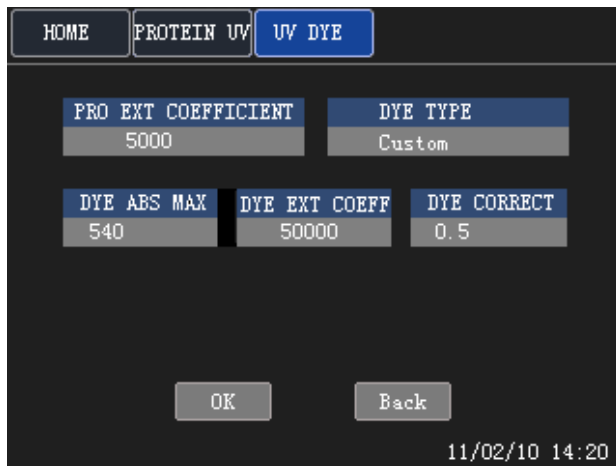 HOME PROTEIN UV UV DYE
PRO EXT COEFFICIENT DYE TYPE
5000 Custom
DYE ABS MAX DYE EXT COEFF DYE CORRECT
540 50000 0.5
OK Back
11/02/10 14:20